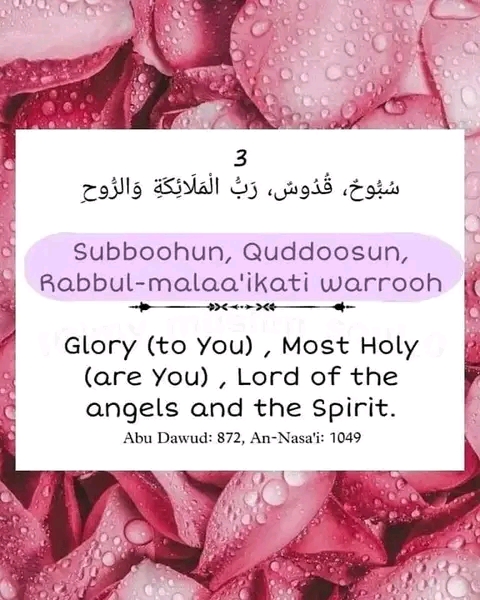 3
سُبُّوحٌ، قُدُوسٌ، رَبُّ الْمَلَائِكَةِ وَالرُّوحِ
Subboohun, Quddoosun,
Rabbul-malaa'ikati warrooh
Glory (to You) , Most Holy
(are You) , Lord of the
angels and the Spirit.
Abu Dawud: 872, An-Nasa'i: 1049